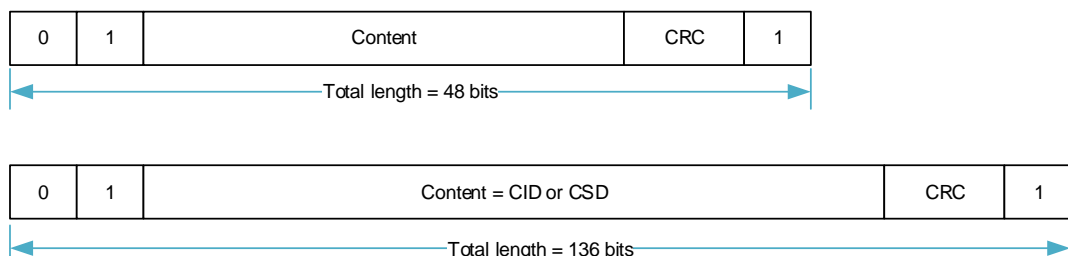 0 1 Content CRC 1
Total length = 48 bits
0 1 Content = CID or CSD CRC 1
Total length = 136 bits